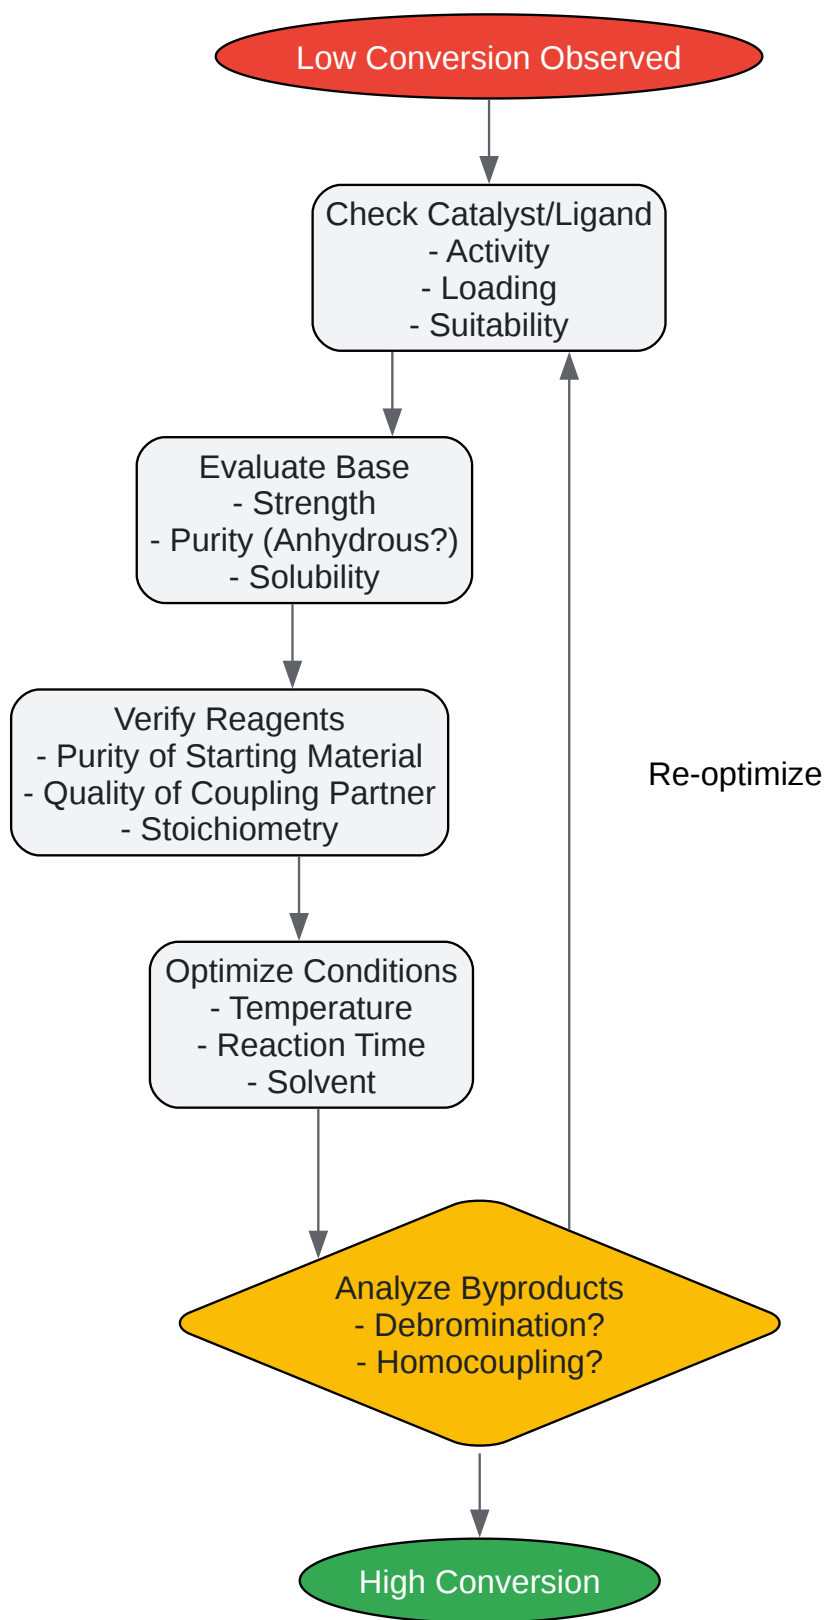 Low Conversion Observed
Check Catalyst/Ligand
- Activity
- Loading
- Suitability
Evaluate Base
- Strength
- Purity (Anhydrous?)
- Solubility
Verify Reagents
- Purity of Starting Material
- Quality of Coupling Partner
- Stoichiometry
Re-optimize
Optimize Conditions
- Temperature
- Reaction Time
- Solvent
Analyze Byproducts
- Debromination?
- Homocoupling?
High Conversion